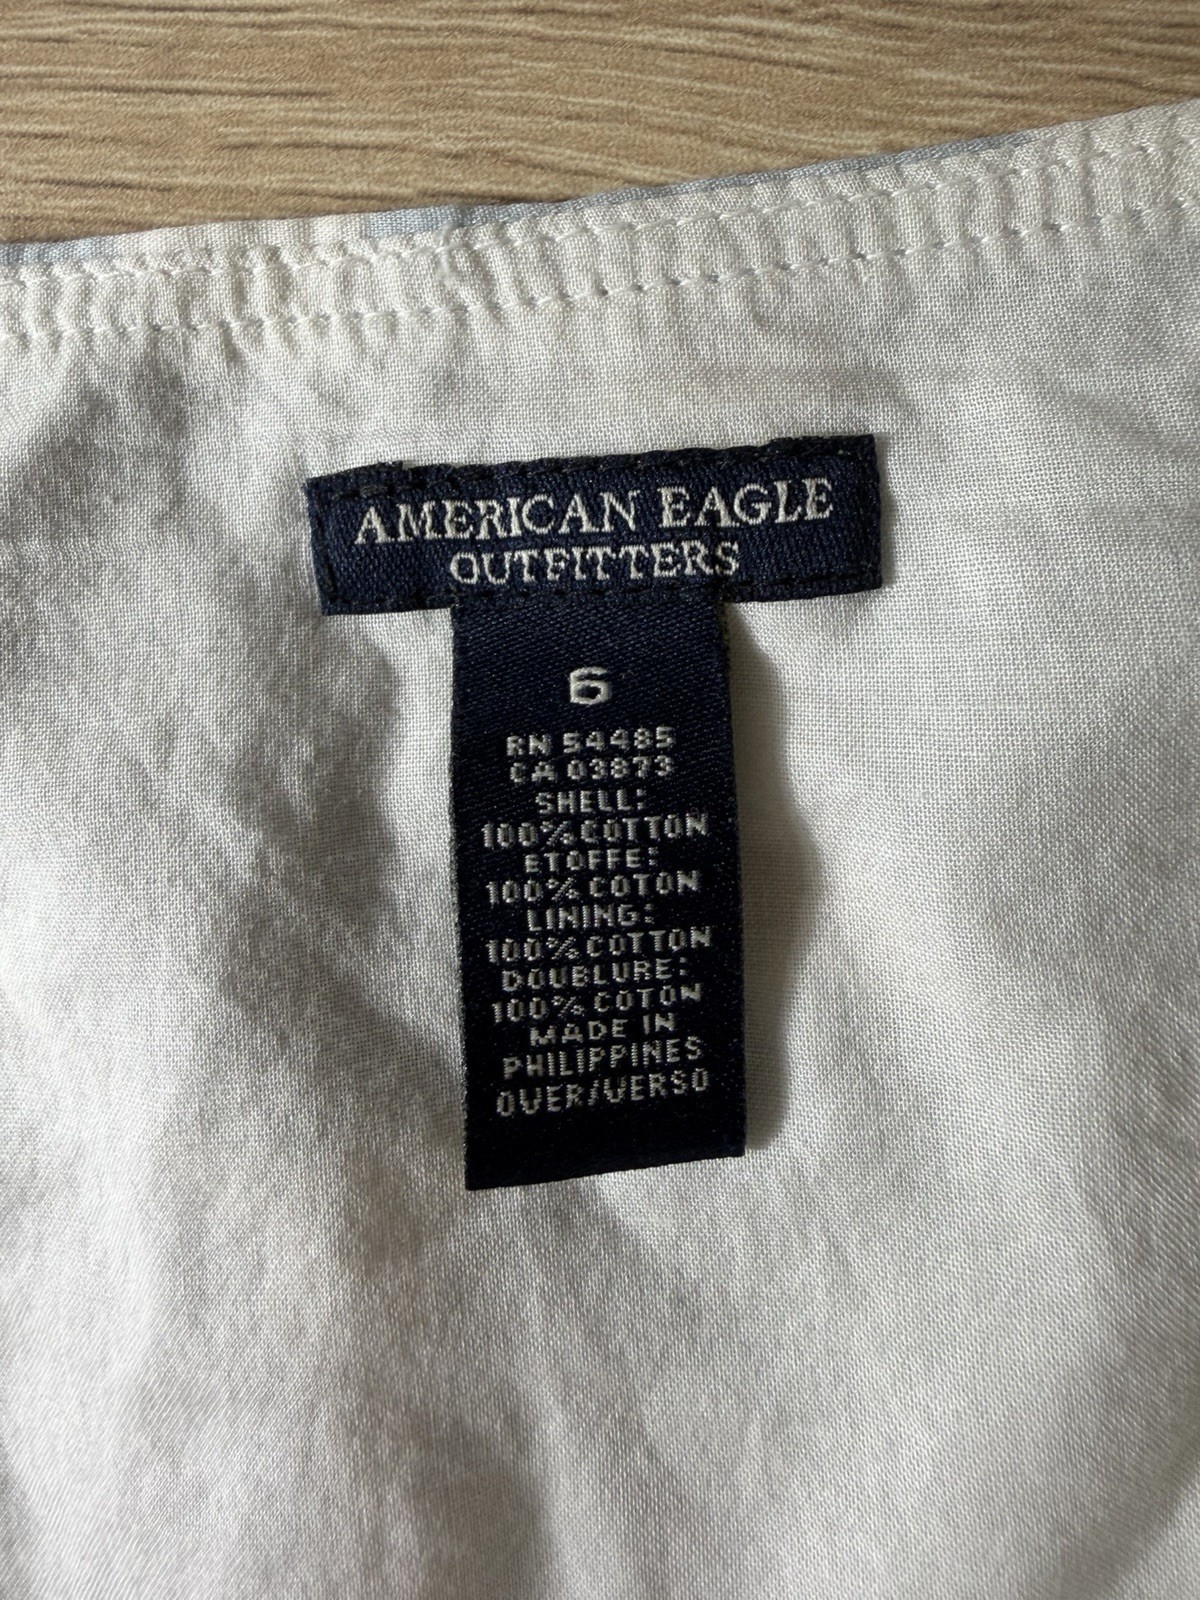 AMERICAN EAGLE
OUTFITTERS
6
RN 54485
CA 03873
SHELL:
100% COTTON
ETOFFE:
100% COTON
LINING:
100% COTTON
DOUBLURE:
100% COTON
MADE IN
PHILIPPINES
OVER/VERSO